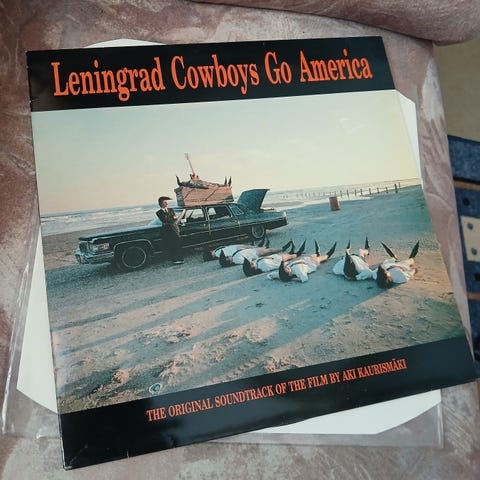 Leningrad Cowboys Go America
THE ORIGINAL SOUNDTRACK OF THE FILM BY AKI KAURISMÄKI